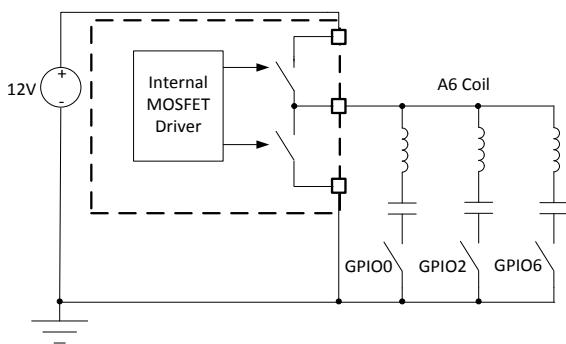 12V
+
-
Internal
MOSFET
Driver
A6 Coil
GPIO0
GPIO2
GPIO6